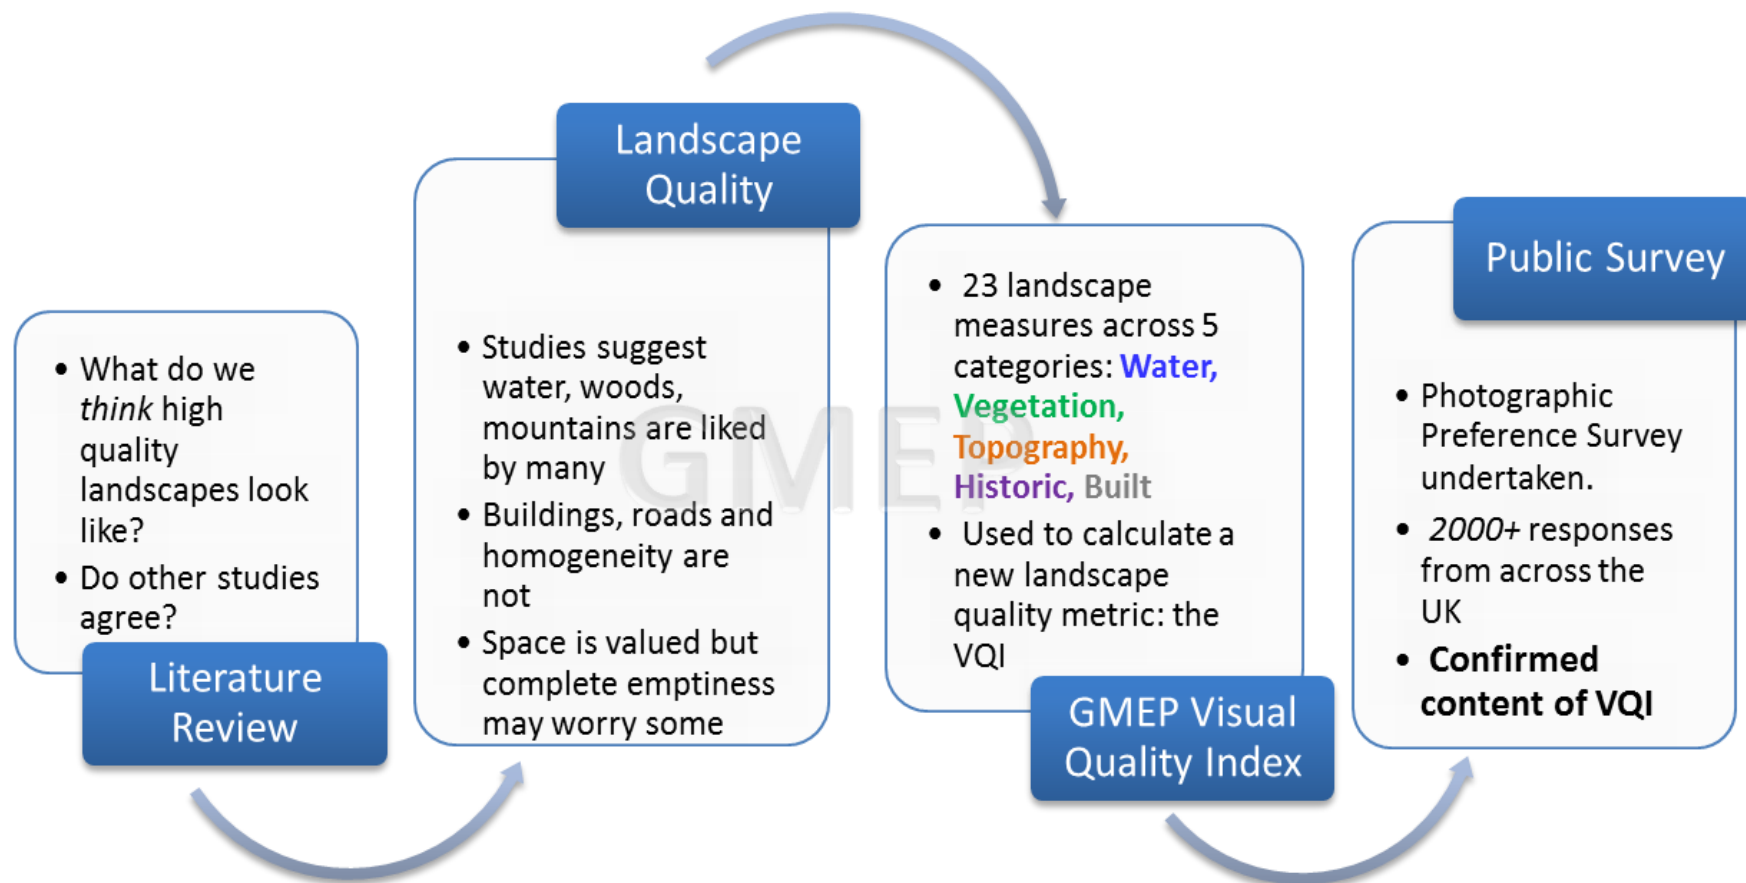 • What do we
think high
quality
landscapes look
like?
• Do other studies
agree?
Literature
Review
Landscape
Quality
• Studies suggest
water, woods,
mountains are liked
by many
• Buildings, roads and
homogeneity are
not
• Space is valued but
complete emptiness
may worry some
• 23 landscape
measures across 5
categories: Water,
Vegetation,
Topography,
Historic, Built
• Used to calculate a
new landscape
quality metric: the
VQI
GMEP Visual
Quality Index
Public Survey
• Photographic
Preference Survey
undertaken.
• 2000+ responses
from across the
UK
• Confirmed
content of VQI
GMEP